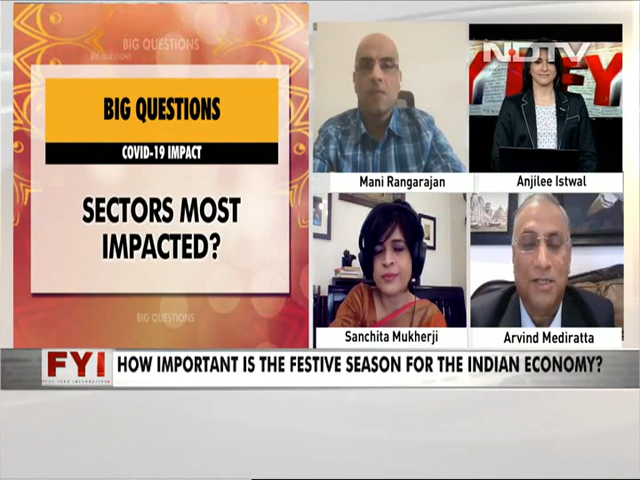 BIG QUESTIONS
BIG QUESTIONS
BIG QUESTIONS
COVID-19 IMPACT
SECTORS MOST
IMPACTED?
BIG QUESTIONS
NDTV
FYI
Mani Rangarajan
Anjilee Istwal
Sanchita Mukherji
Arvind Mediratta
FYI
HOW IMPORTANT IS THE FESTIVE SEASON FOR THE INDIAN ECONOMY?